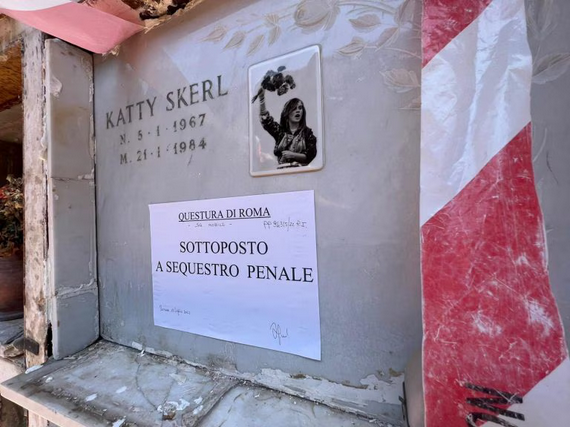 KATTY SKERL
N. 5-1-1967
M. 21-1-1984
QUESTURA DI ROMA
SOTTOPOSTO
A SEQUESTRO PENALE